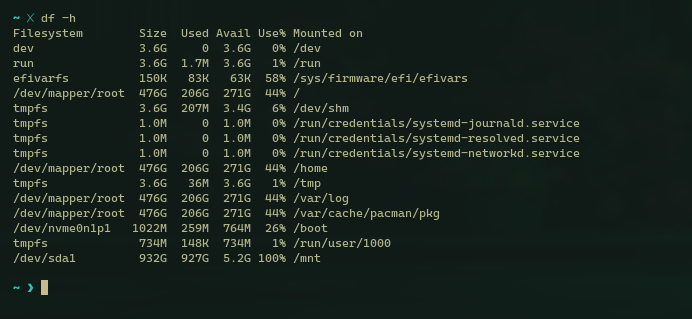 ~ X df -h
Filesystem        Size  Used Avail Use% Mounted on
dev               3.6G     0  3.6G   0% /dev
run               3.6G  1.7M  3.6G   1% /run
efivarfs          150K   83K   63K  58% /sys/firmware/efi/efivars
/dev/mapper/root  476G  206G  271G  44% /
tmpfs             3.6G  207M  3.4G   6% /dev/shm
tmpfs             1.0M     0  1.0M   0% /run/credentials/systemd-journald.service
tmpfs             1.0M     0  1.0M   0% /run/credentials/systemd-resolved.service
tmpfs             1.0M     0  1.0M   0% /run/credentials/systemd-networkd.service
/dev/mapper/root  476G  206G  271G  44% /home
tmpfs             3.6G   36M  3.6G   1% /tmp
/dev/mapper/root  476G  206G  271G  44% /var/log
/dev/mapper/root  476G  206G  271G  44% /var/cache/pacman/pkg
/dev/nvme0n1p1   1022M  259M  764M  26% /boot
tmpfs             734M  148K  734M   1% /run/user/1000
/dev/sda1         932G  927G  5.2G 100% /mnt
~ ❯